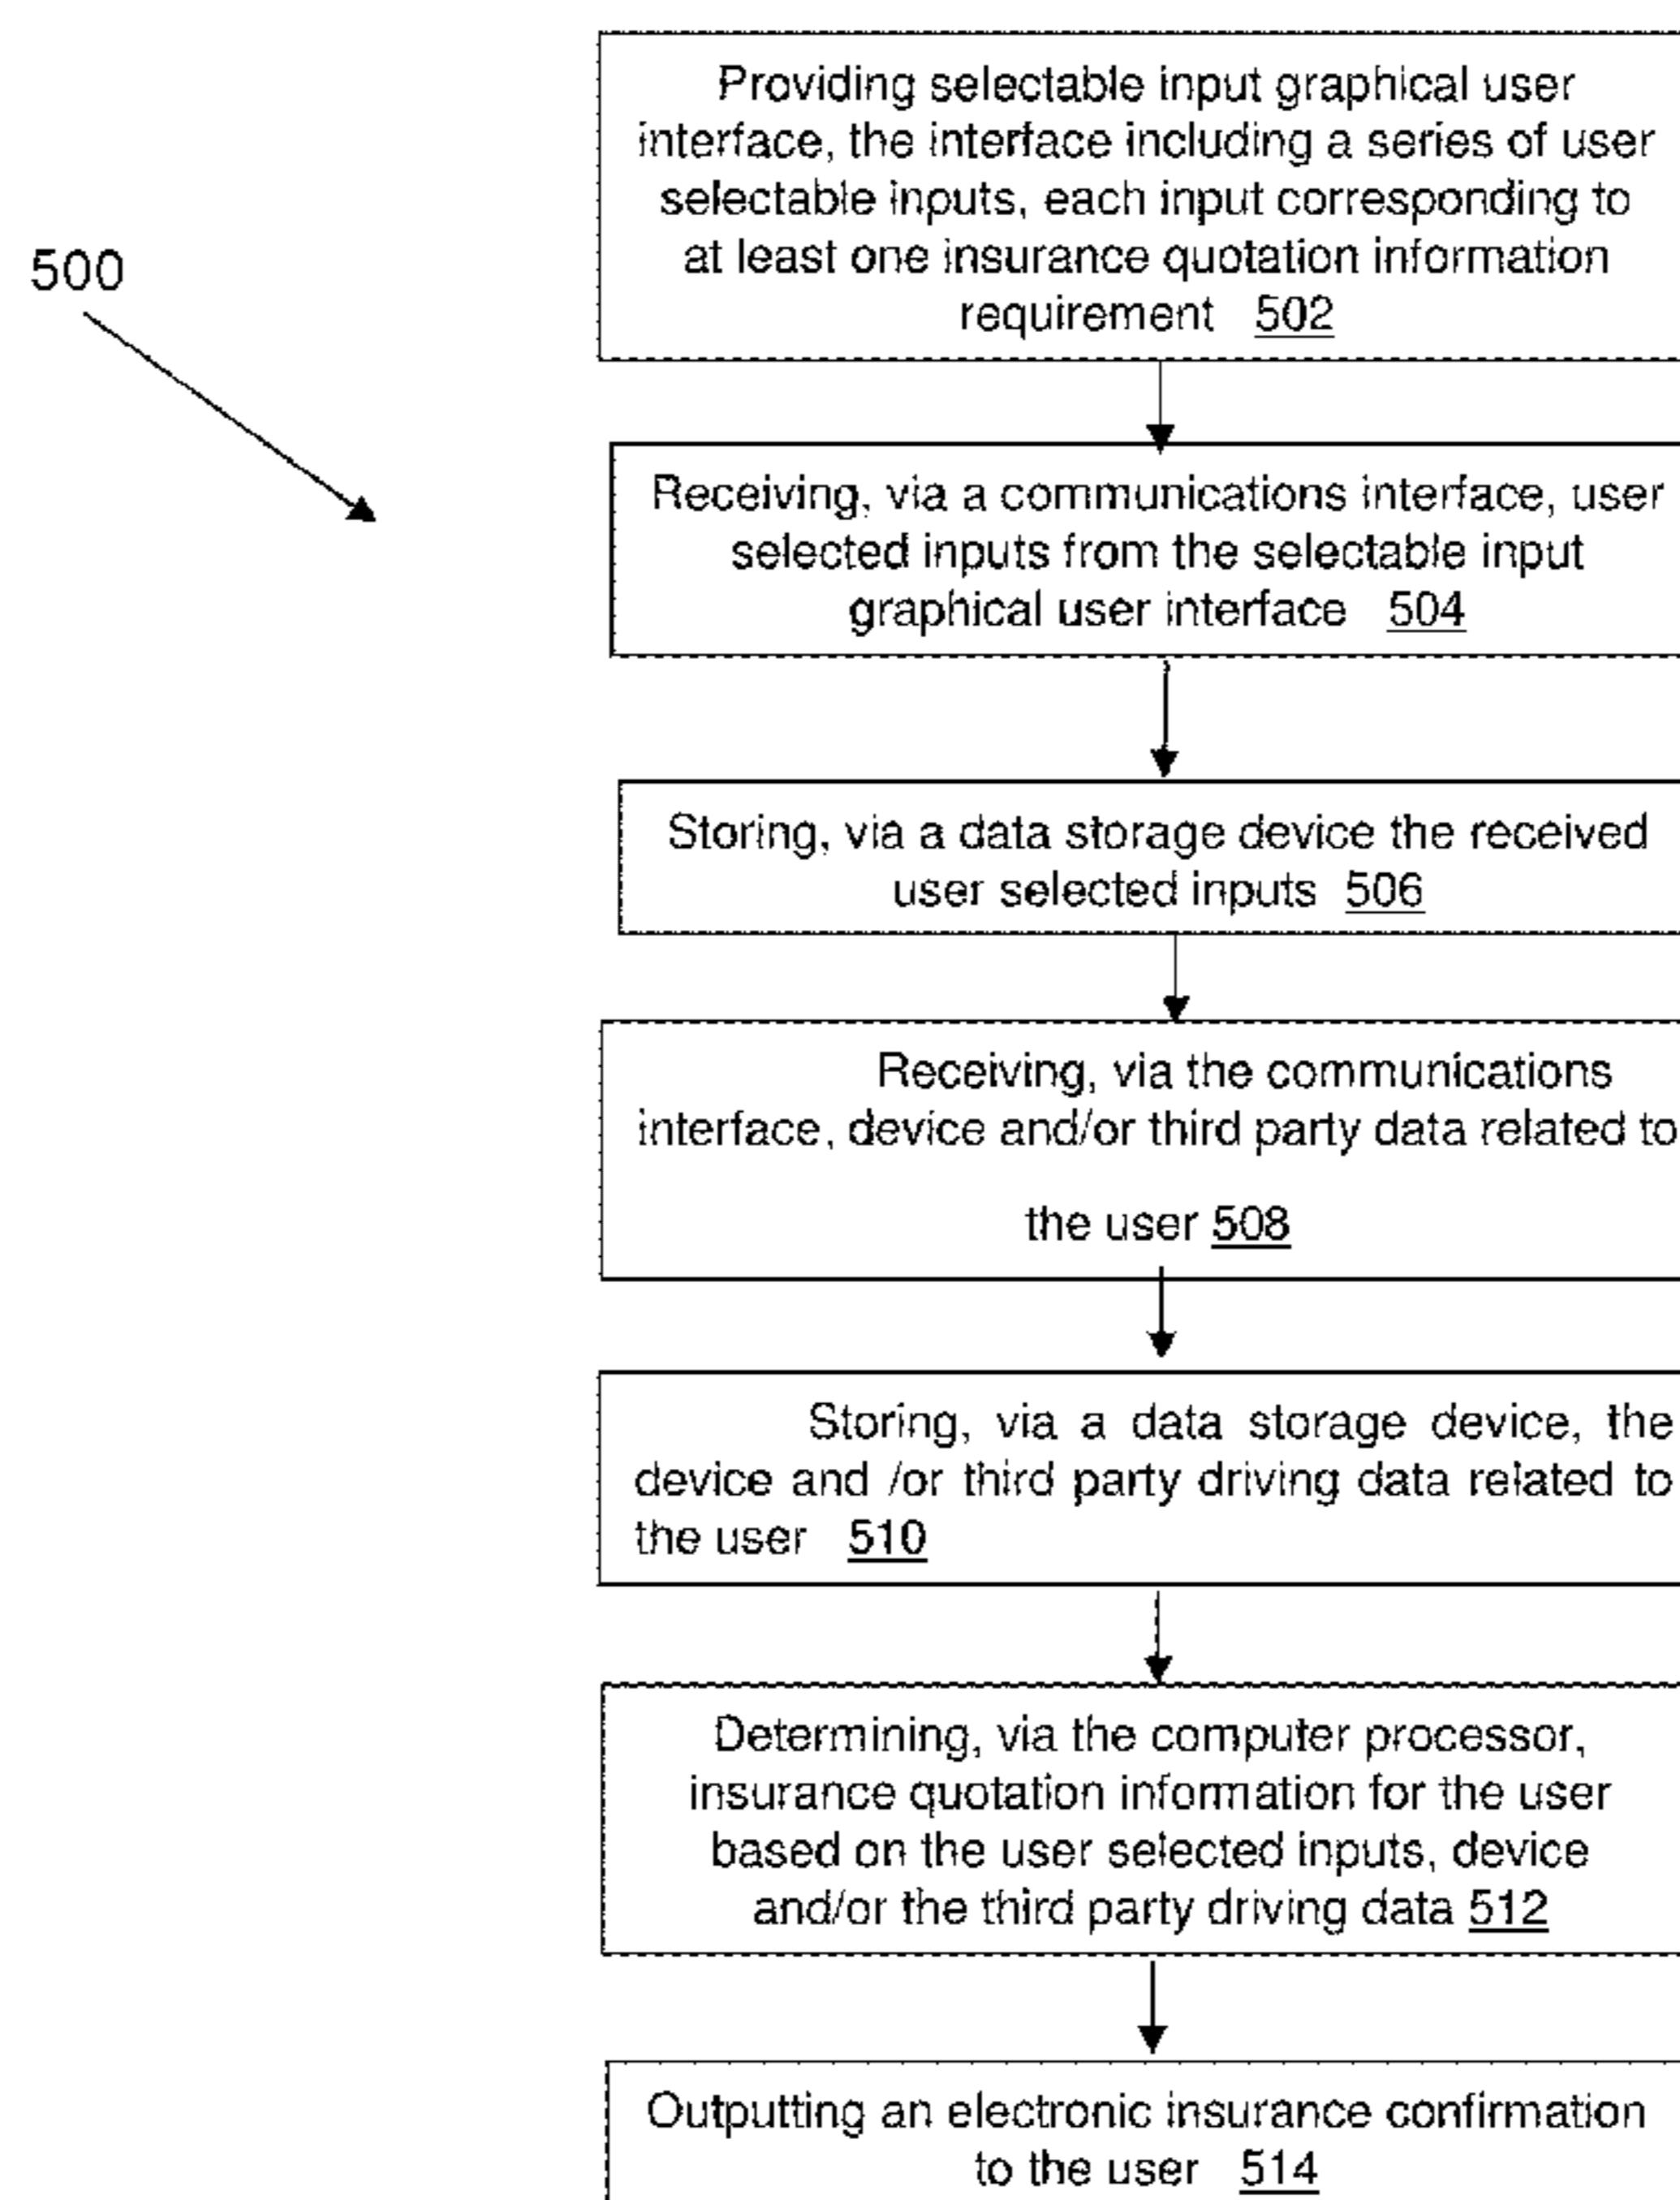 Providing selectable input graphical user
interface, the interface including a series of user
selectable inputs, each input corresponding to
at least one insurance quotation information
requirement 502
500
Receiving, via a communications interface, user
selected inputs from the selectable input
graphical user interface 504
Storing, via a data storage device the received
user selected inputs 506
Receiving, via the communications
interface, device and/or third party data related to
the user 508
Storing, via a data storage device, the
device and /or third party driving data related to
the user 510
Determining, via the computer processor,
insurance quotation information for the user
based on the user selected inputs, device
and/or the third party driving data 512
Outputting an electronic insurance confirmation
to the user 514